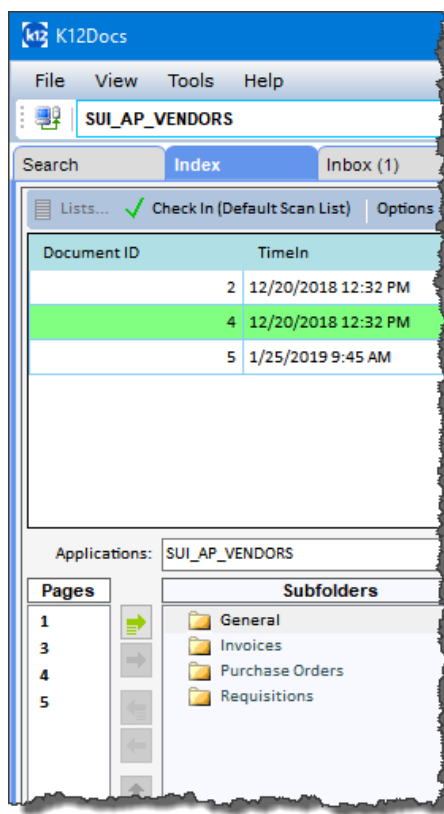 k12 K12Docs
File View Tools Help
SUI_AP_VENDORS
Search Index Inbox (1)
Lists... Check In (Default Scan List) Options
Document ID TimeIn
2 12/20/2018 12:32 PM
4 12/20/2018 12:32 PM
5 1/25/2019 9:45 AM
Applications: SUI_AP_VENDORS
Pages Subfolders
1 General
3 Invoices
4 Purchase Orders
5 Requisitions